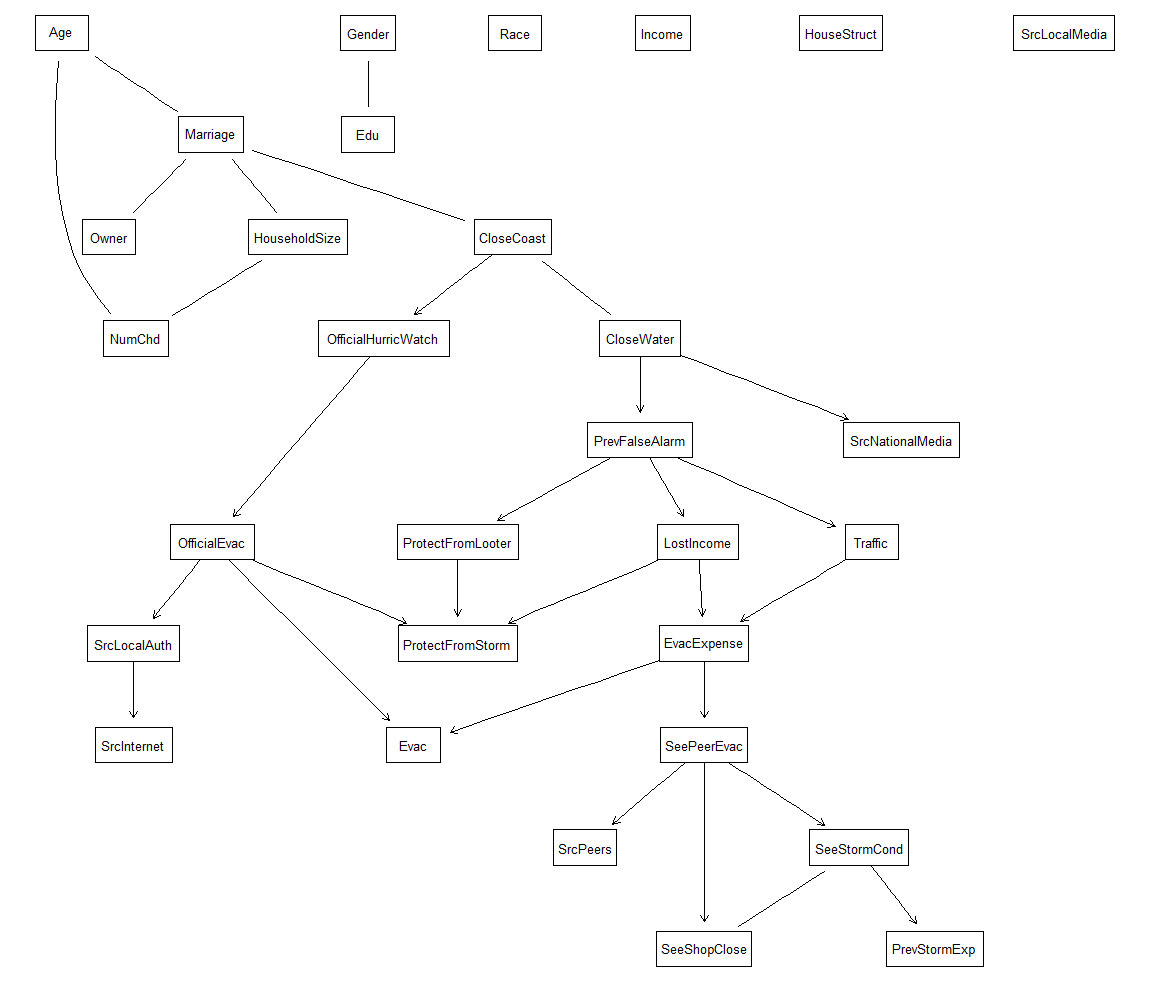 Age
Gender
Race
Income
HouseStruct
SrcLocalMedia
Marriage
Edu
Owner
HouseholdSize
CloseCoast
NumChd
OfficialHurricWatch
CloseWater
PrevFalseAlarm
SrcNationalMedia
OfficialEvac
ProtectFromLooter
LostIncome
Traffic
SrcLocalAuth
ProtectFromStorm
EvacExpense
SrcInternet
Evac
SeePeerEvac
SrcPeers
SeeStormCond
SeeShopClose
PrevStormExp